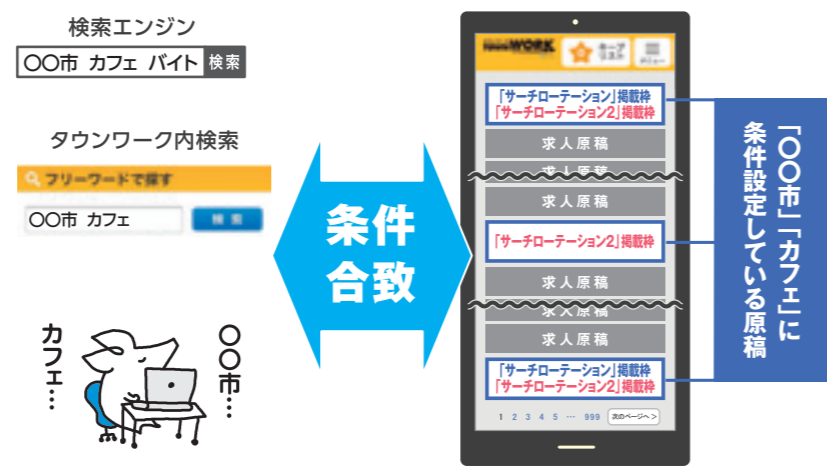 検索エンジン
〇〇市 カフェ バイト 検索
タウンワーク内検索
フリーワードで探す
〇〇市 カフェ
検索
〇〇市…
カフェ…
条件
合致
WORK
キープ
リスト
メニュー
「サーチローテーション」掲載枠
「サーチローテーション2」掲載枠
求人原稿
求人原稿
求人原稿
「サーチローテーション2」掲載枠
求人原稿
求人原稿
求人原稿
「サーチローテーション」掲載枠
「サーチローテーション2」掲載枠
1 2 3 4 5 … 999 次のページへ >
「〇〇市」「カフェ」に
条件設定している原稿